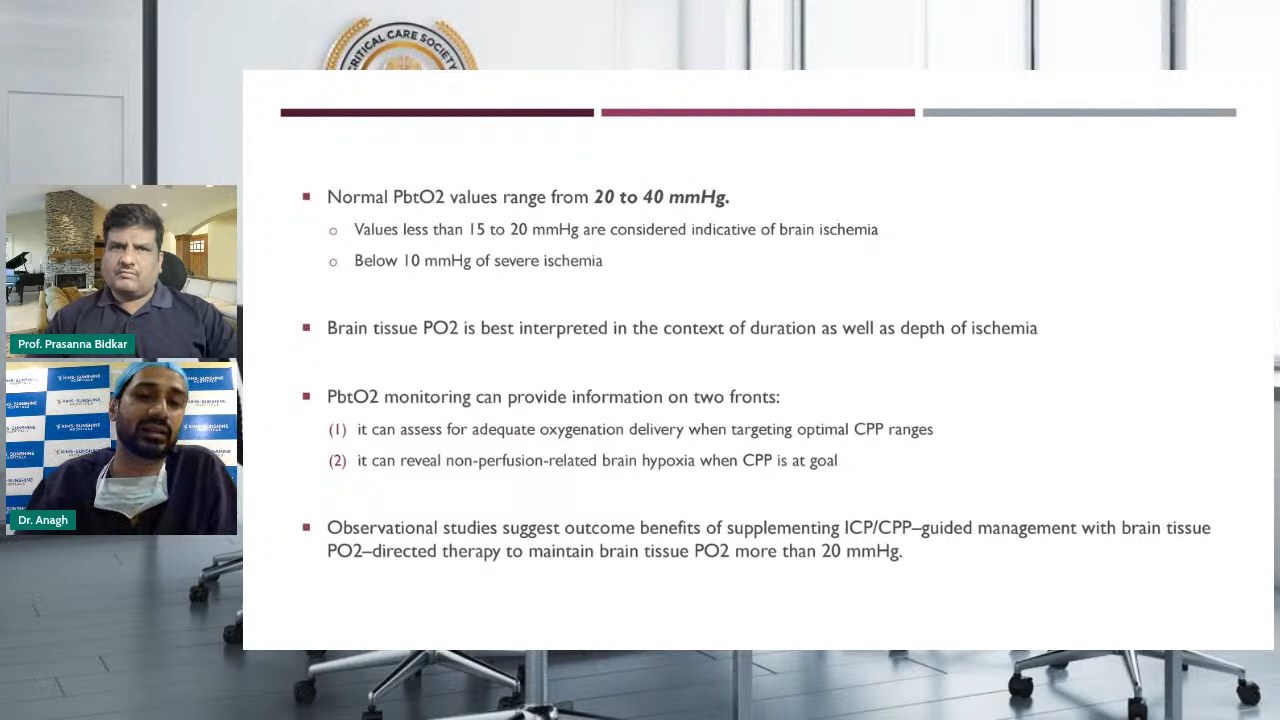 CRITICAL CARE SOCIETY
Normal PbtO2 values range from 20 to 40 mmHg.
Values less than 15 to 20 mmHg are considered indicative of brain ischemia
Below 10 mmHg of severe ischemia
Brain tissue PO2 is best interpreted in the context of duration as well as depth of ischemia
PbtO2 monitoring can provide information on two fronts:
(1) it can assess for adequate oxygenation delivery when targeting optimal CPP ranges
(2) it can reveal non-perfusion-related brain hypoxia when CPP is at goal
Observational studies suggest outcome benefits of supplementing ICP/CPP–guided management with brain tissue
PO2–directed therapy to maintain brain tissue PO2 more than 20 mmHg.
Prof. Prasanna Bidkar
KIMS-SUNSHINE
HOSPITALS
Dr. Anagh